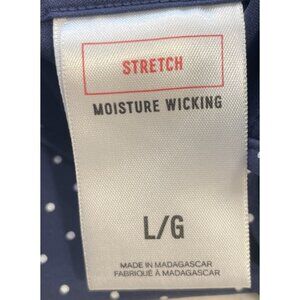 STRETCH
MOISTURE WICKING
L/G
MADE IN MADAGASCAR
FABRIQUÉ À MADAGASCAR